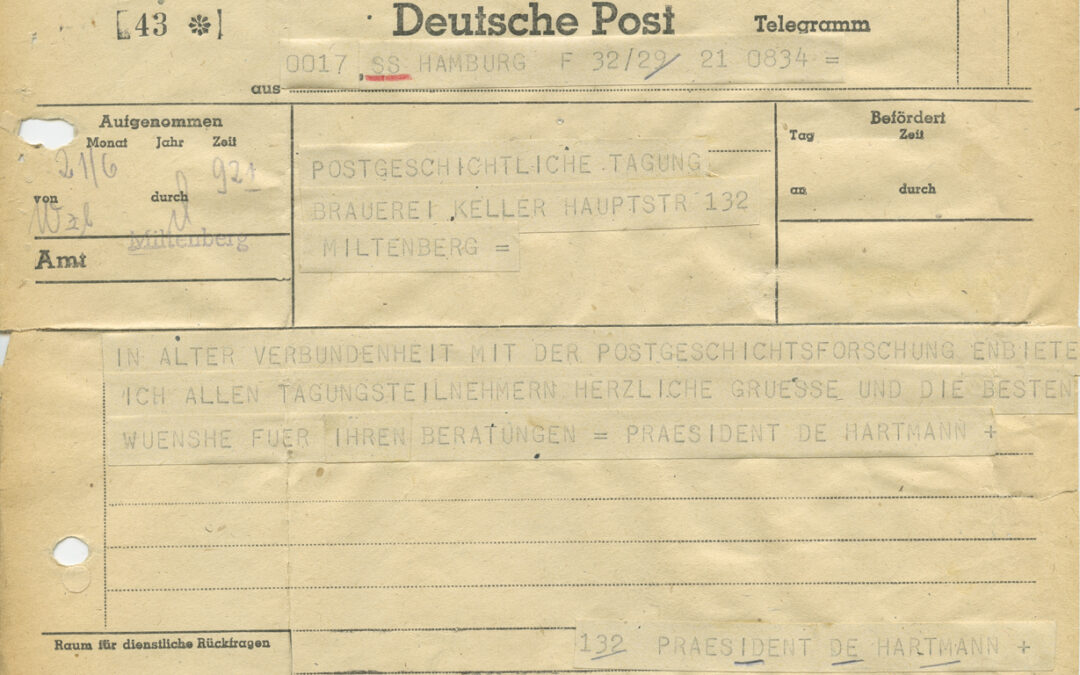 [43 ❋] Deutsche Post Telegramm
0017 SS HAMBURG F 32/29 21 0834 =
aus
Aufgenommen
Monat Jahr Zeit
21/6
von durch
Miltenberg
Amt
POSTGESCHICHTLICHE TAGUNG
BRAUEREI KELLER HAUPTSTR 132
MILTENBERG =
Befördert
Tag Zeit
an durch
IN ALTER VERBUNDENHEIT MIT DER POSTGESCHICHTSFORSCHUNG ENBIETE
ICH ALLEN TAGUNGSTEILNEHMERN HERZLICHE GRUESSE UND DIE BESTEN
WUENSHE FUER IHREN BERATUNGEN = PRAESIDENT DE HARTMANN +
Raum für dienstliche Rückfragen
132 PRAESIDENT DE HARTMANN +